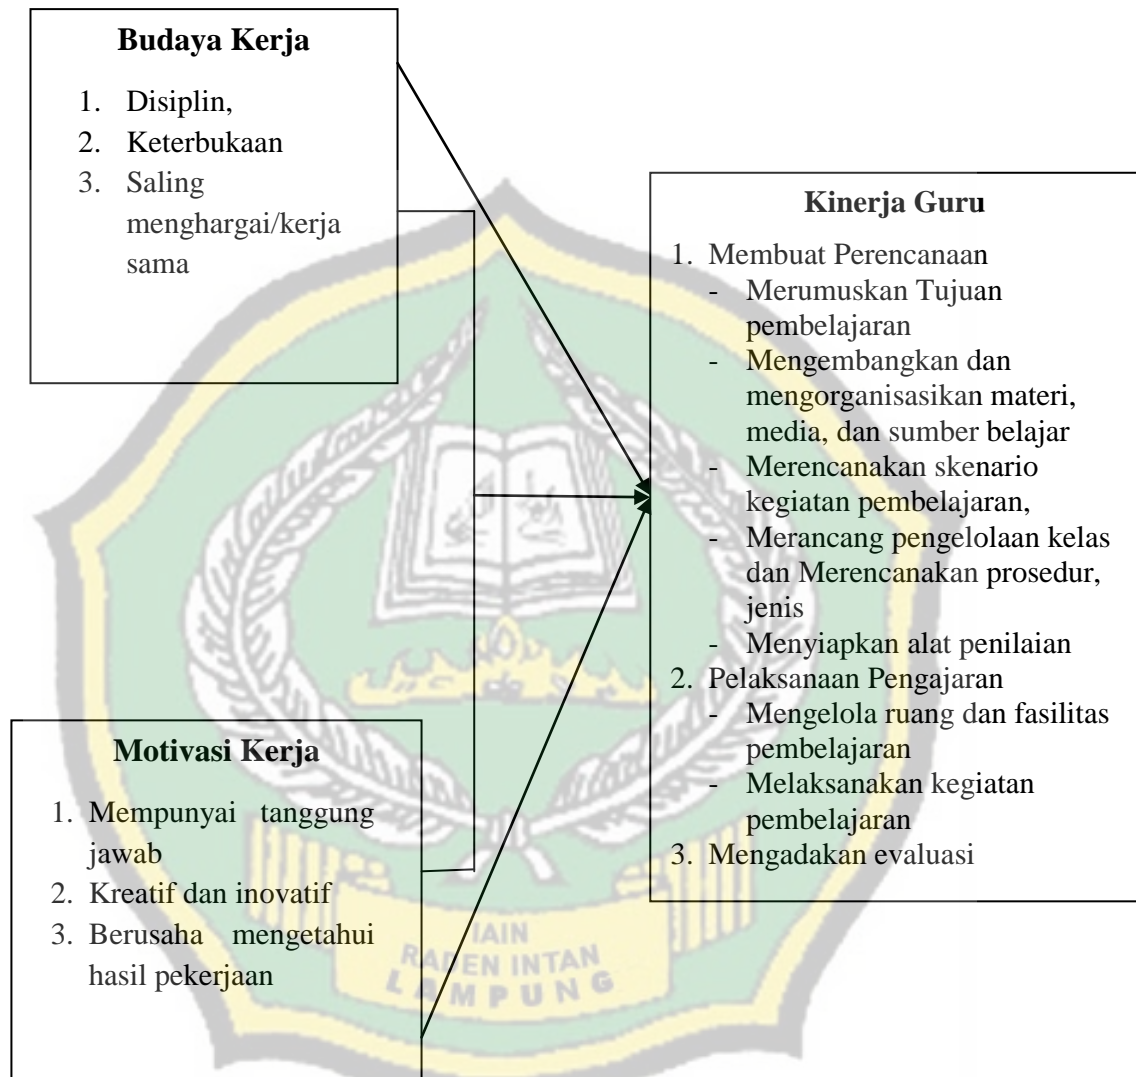 Budaya Kerja
1. Disiplin,
2. Keterbukaan
3. Saling
menghargai/kerja
sama
Kinerja Guru
1. Membuat Perencanaan
- Merumuskan Tujuan
pembelajaran
- Mengembangkan dan
mengorganisasikan materi,
media, dan sumber belajar
- Merencanakan skenario
kegiatan pembelajaran,
- Merancang pengelolaan kelas
dan Merencanakan prosedur,
jenis
- Menyiapkan alat penilaian
2. Pelaksanaan Pengajaran
- Mengelola ruang dan fasilitas
pembelajaran
- Melaksanakan kegiatan
pembelajaran
3. Mengadakan evaluasi
Motivasi Kerja
1. Mempunyai tanggung
jawab
2. Kreatif dan inovatif
3. Berusaha mengetahui
hasil pekerjaan
IAIN
RADEN INTAN
LAMPUNG